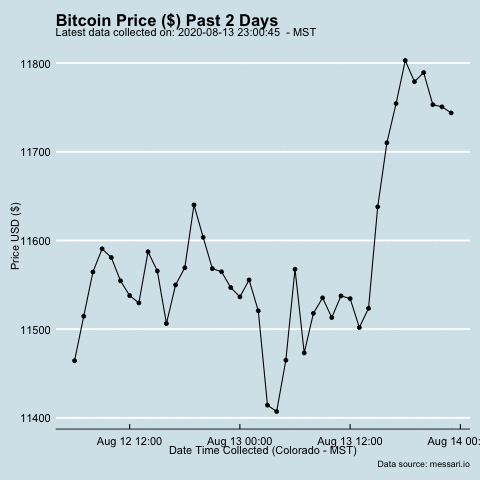 Bitcoin Price ($) Past 2 Days
Latest data collected on: 2020-08-13 23:00:45 - MST
11800
11700
11600
11500
11400
Price USD ($)
Aug 12 12:00 Aug 13 00:00 Aug 13 12:00 Aug 14 00:
Date Time Collected (Colorado - MST)
Data source: messari.io